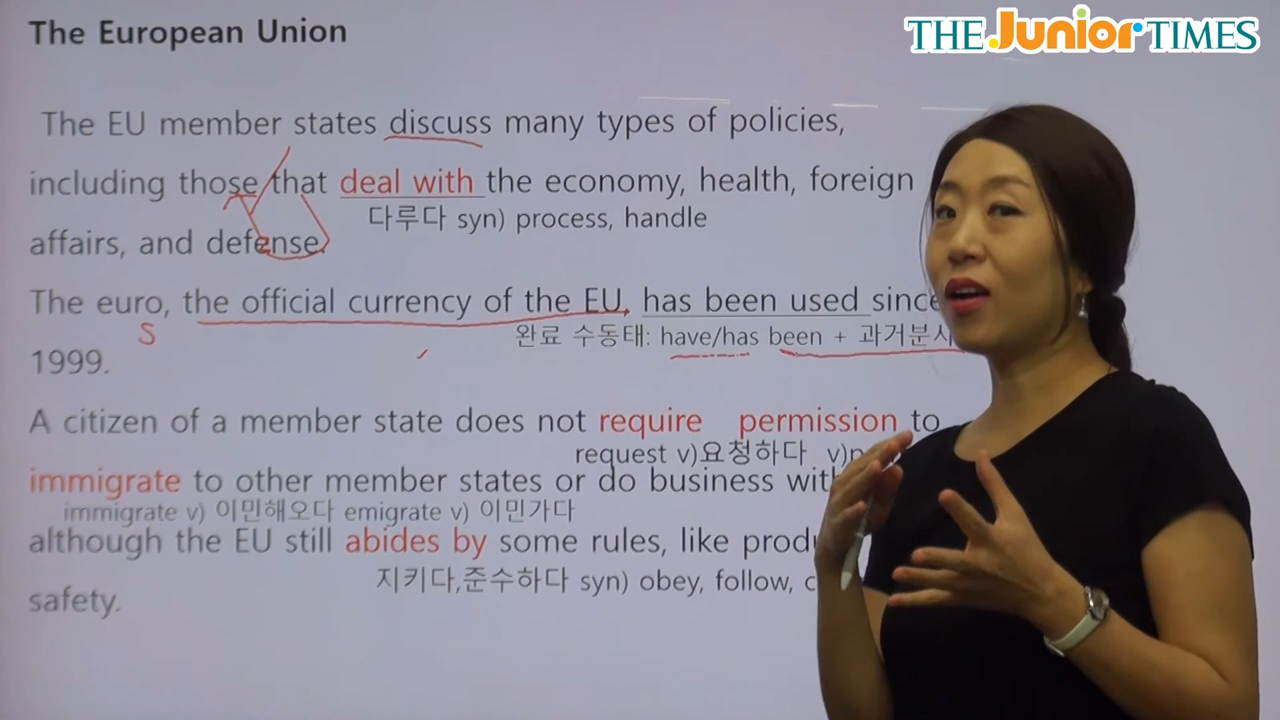 The European Union
THE Junior TIMES
The EU member states discuss many types of policies,
including those that deal with the economy, health, foreign
다루다 syn) process, handle
affairs, and defense.
The euro, the official currency of the EU, has been used since
S
완료 수동태: have/has been + 과거분사
1999.
A citizen of a member state does not require permission to
request v)요청하다 v)
immigrate to other member states or do business
immigrate v) 이민해오다 emigrate v) 이민가다
although the EU still abides by some rules, like
지키다,준수하다 syn) obey, follow,
safety.